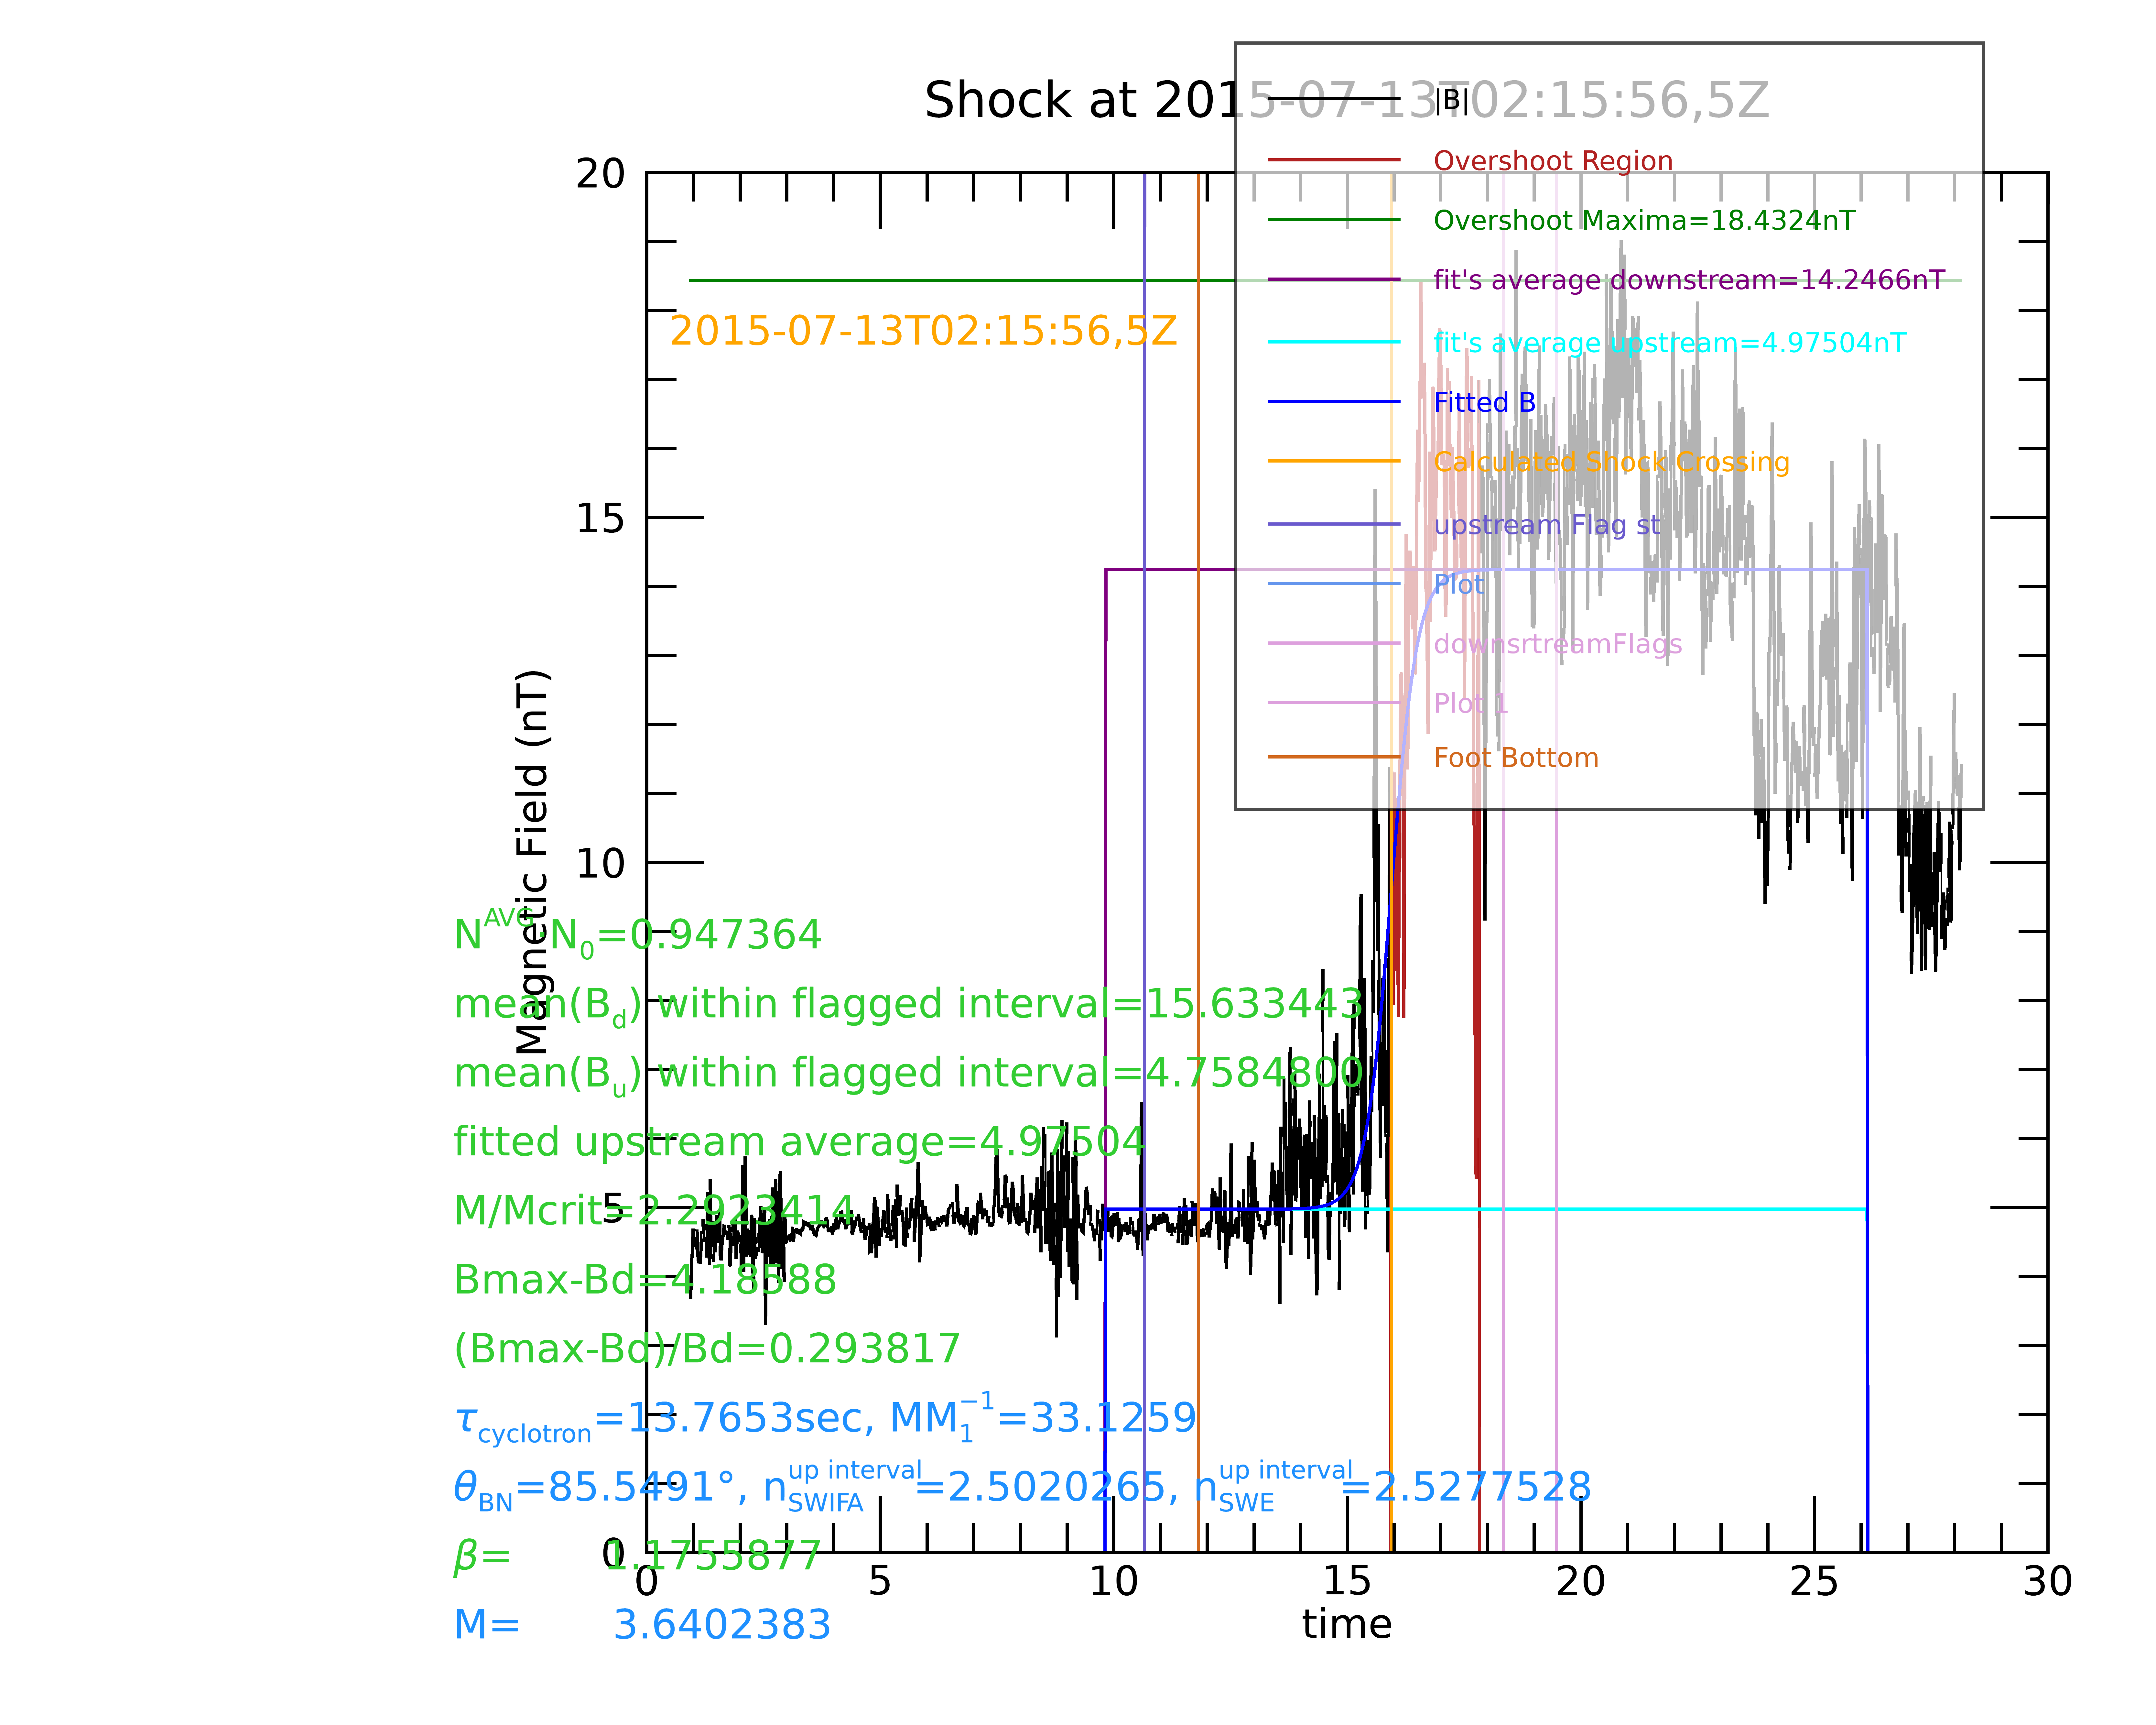 Shock at 2015-07-13T02:15:56,5Z
|B|
Overshoot Region
Overshoot Maxima=18.4324nT
fit's average downstream=14.2466nT
fit's average upstream=4.97504nT
Fitted B
Calculated Shock Crossing
upstream Flag st
Plot
downsrtreamFlags
Plot 1
Foot Bottom
2015-07-13T02:15:56,5Z
20
15
10
5
0
Magnetic Field (nT)
N^AVG·N_0=0.947364
mean(B_d) within flagged interval=15.633443
mean(B_u) within flagged interval=4.7584800
fitted upstream average=4.97504
M/Mcrit=2.2923414
Bmax-Bd=4.18588
(Bmax-Bd)/Bd=0.293817
τ_cyclotron=13.7653sec, MM_1^−1=33.1259
θ_BN=85.5491°, n_SWIFA^up interval=2.5020265, n_SWE^up interval=2.5277528
β= 1.1755877
M= 3.6402383
0 5 10 15 20 25 30
time